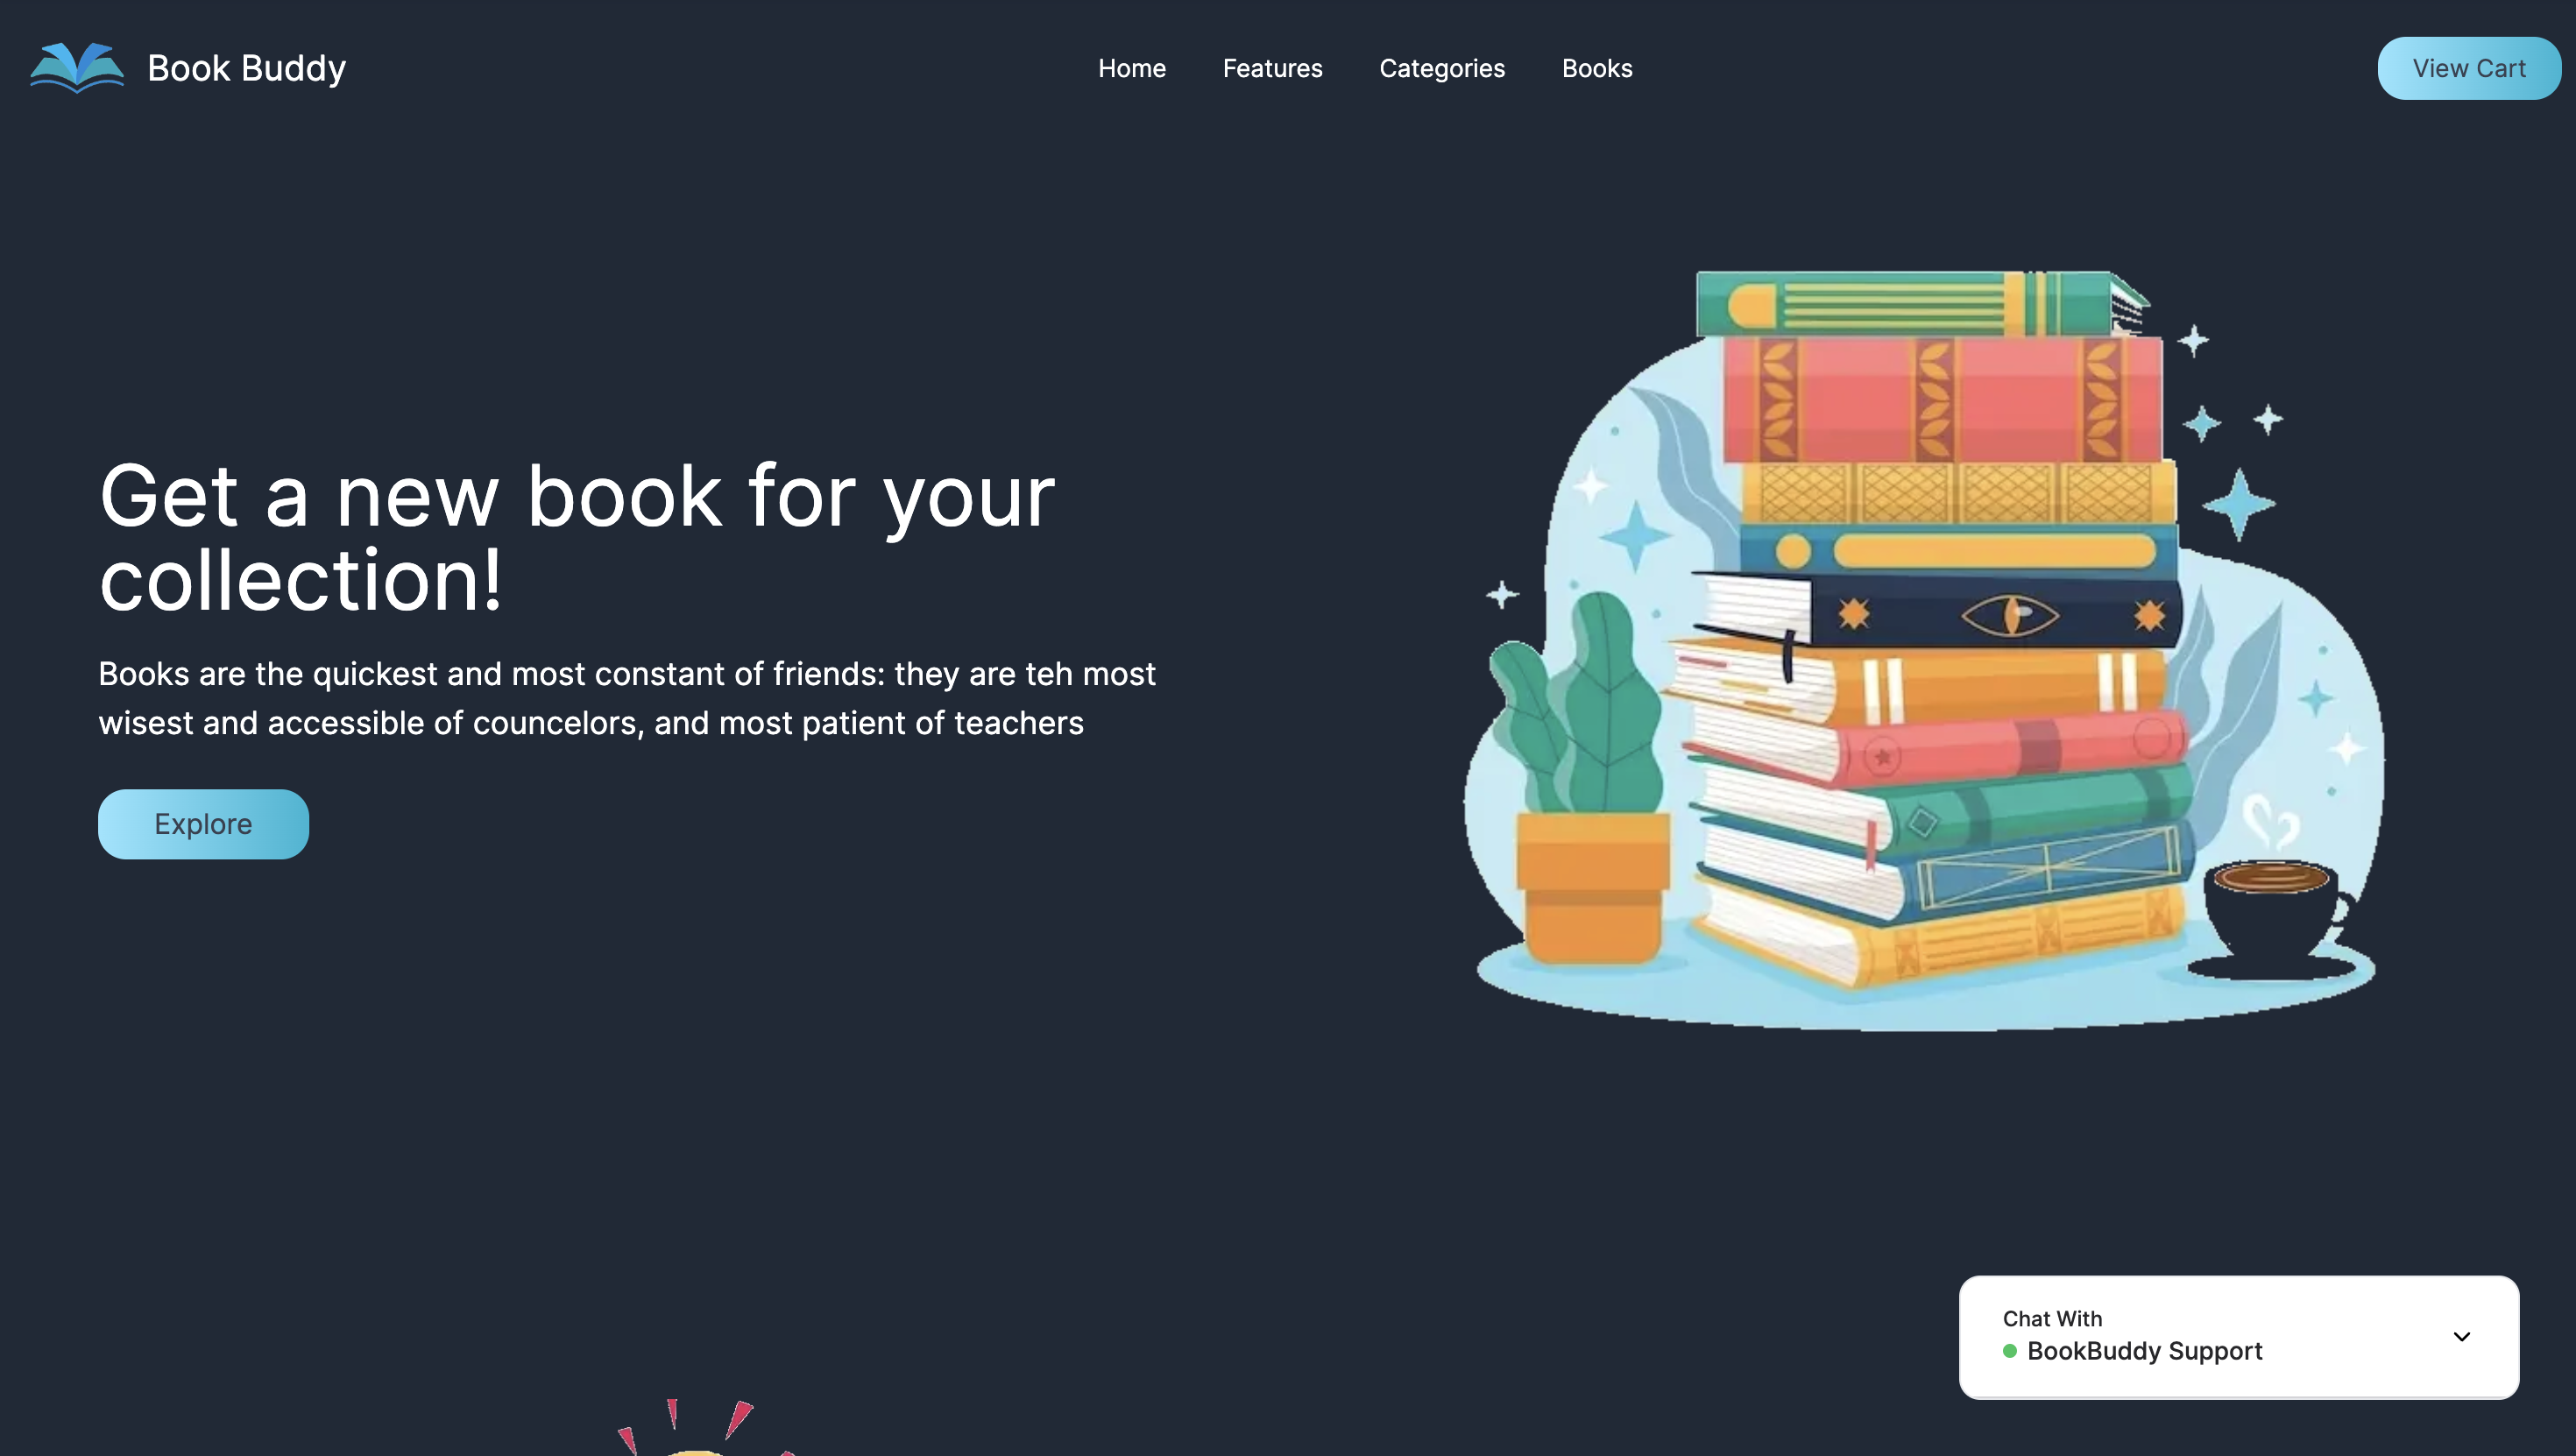 Book Buddy
Home
Features
Categories
Books
View Cart
Get a new book for your
collection!
Books are the quickest and most constant of friends: they are teh most
wisest and accessible of councelors, and most patient of teachers
Explore
Chat With
BookBuddy Support